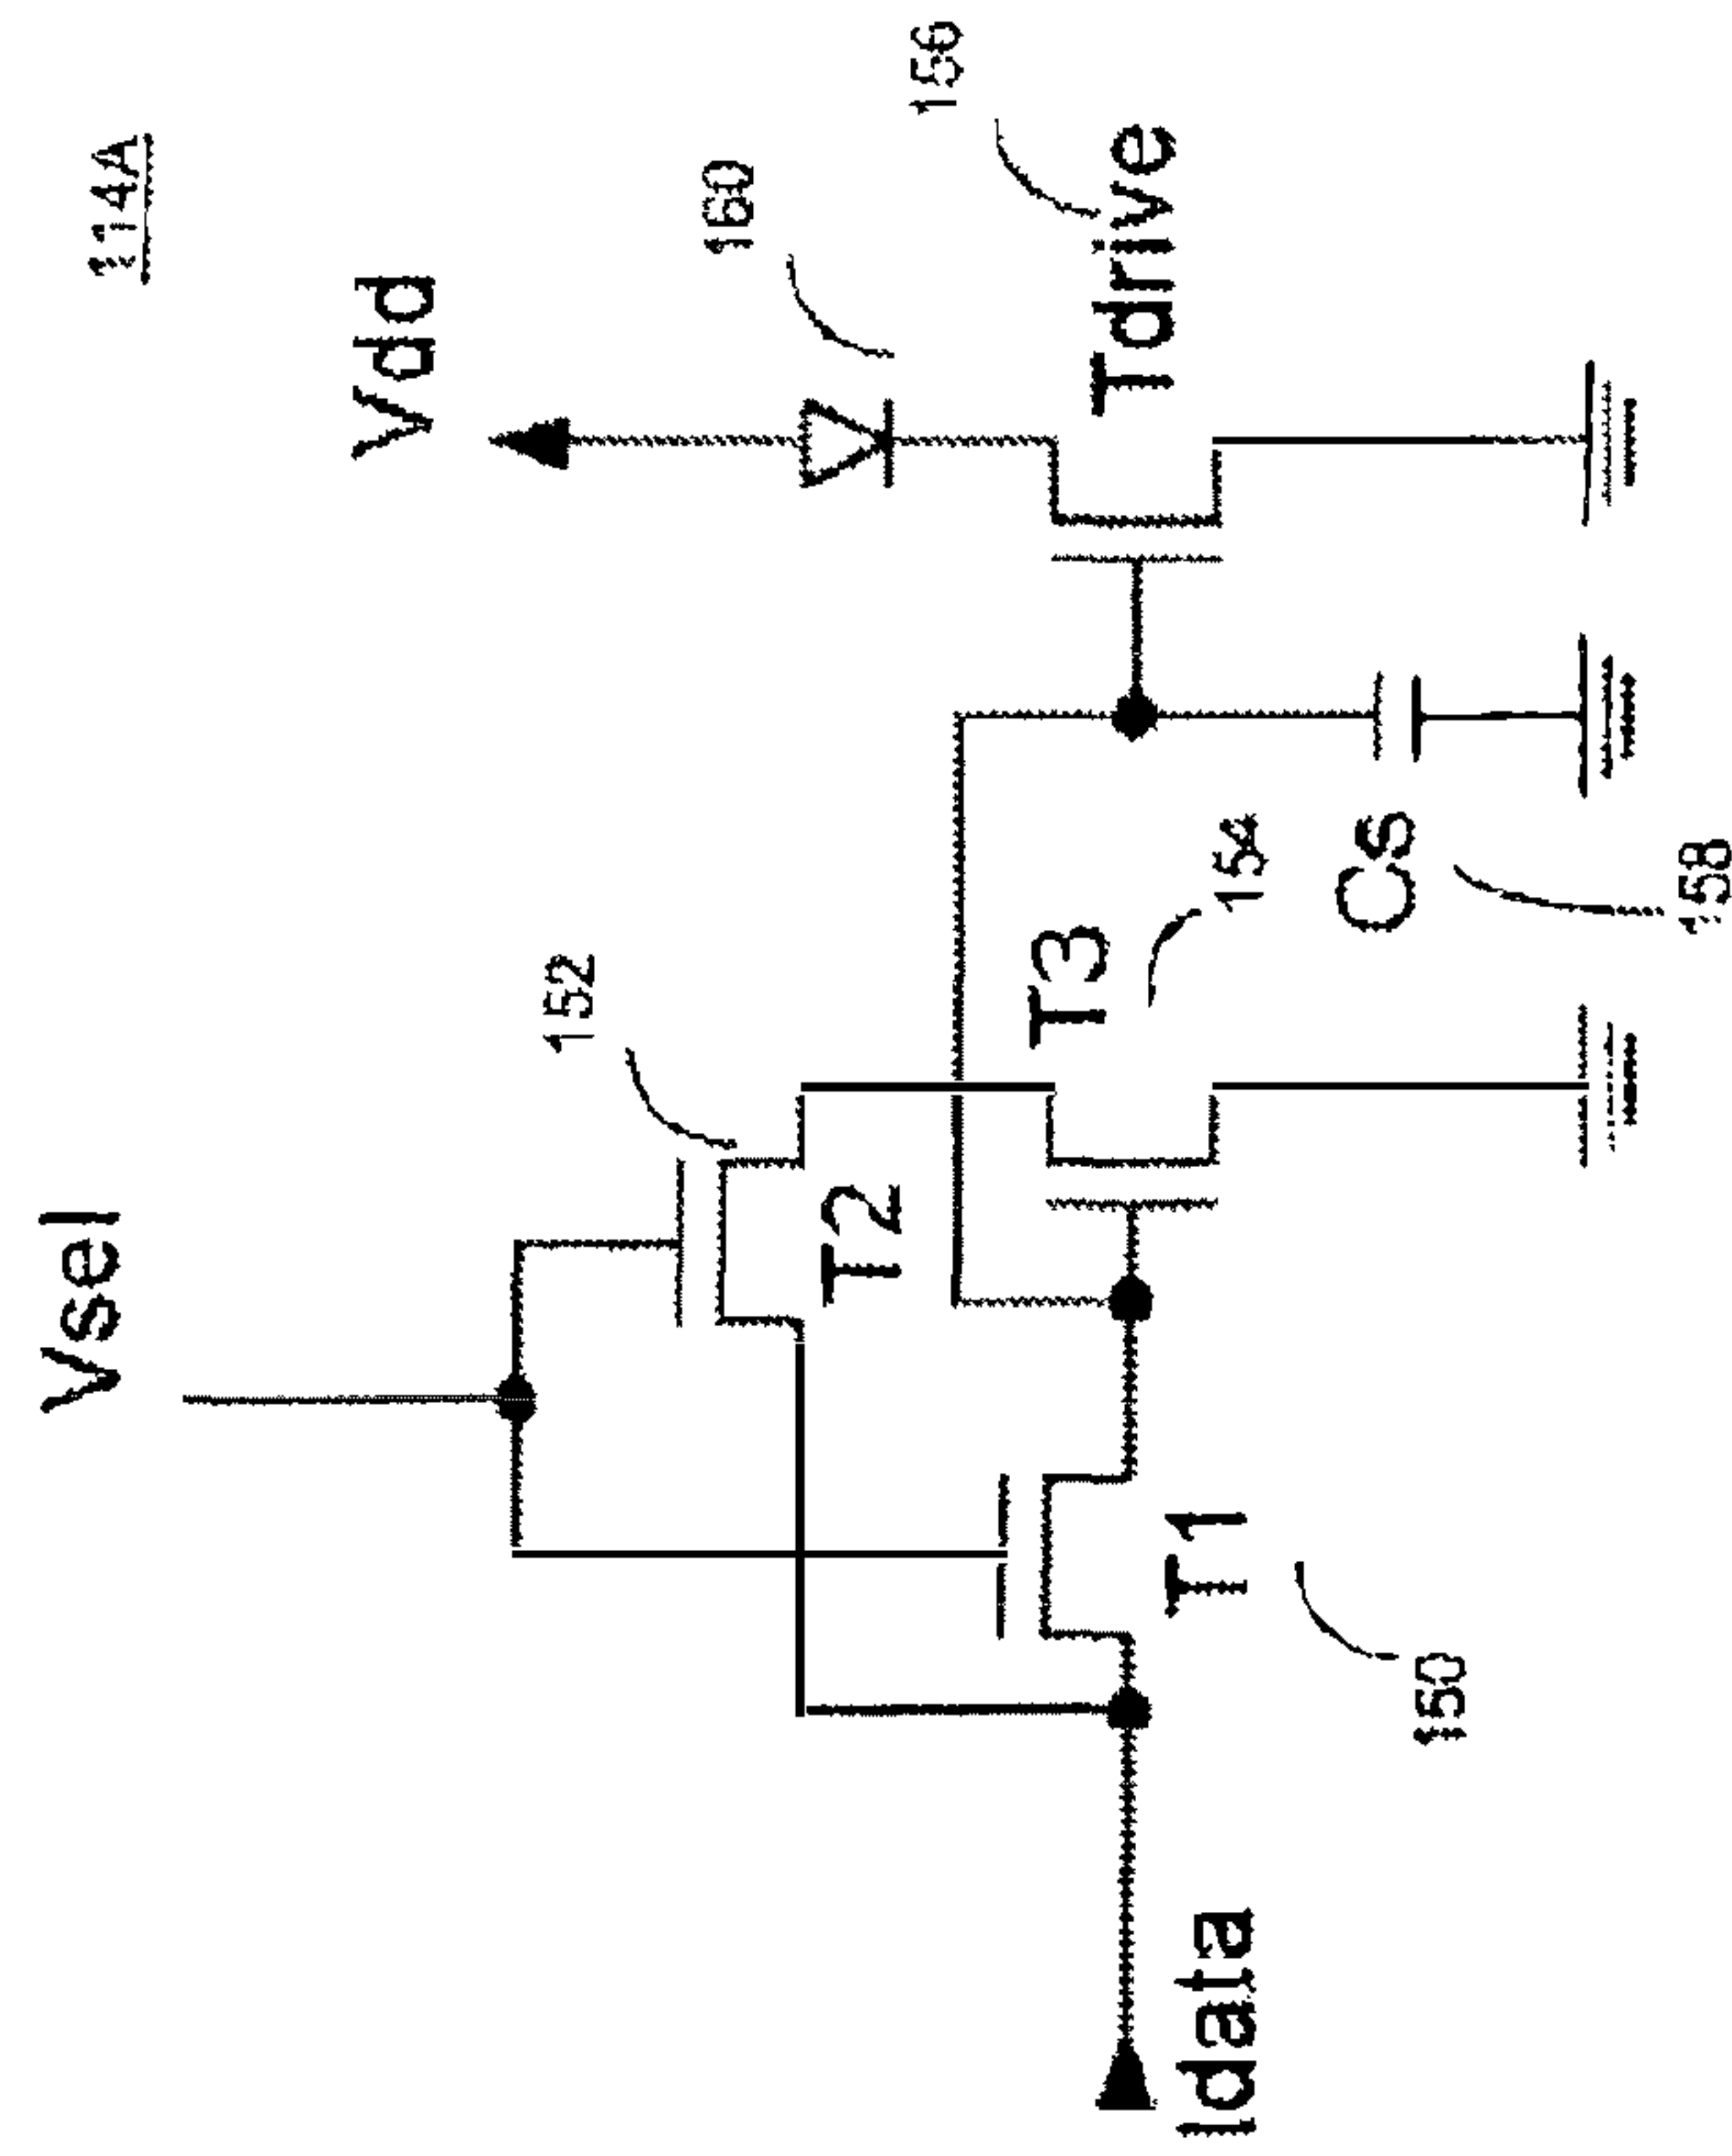 114A
Vsel
Vdd
152
160
156
T2
Tdrive
T3
154
Idata
T1
150
Cs
158